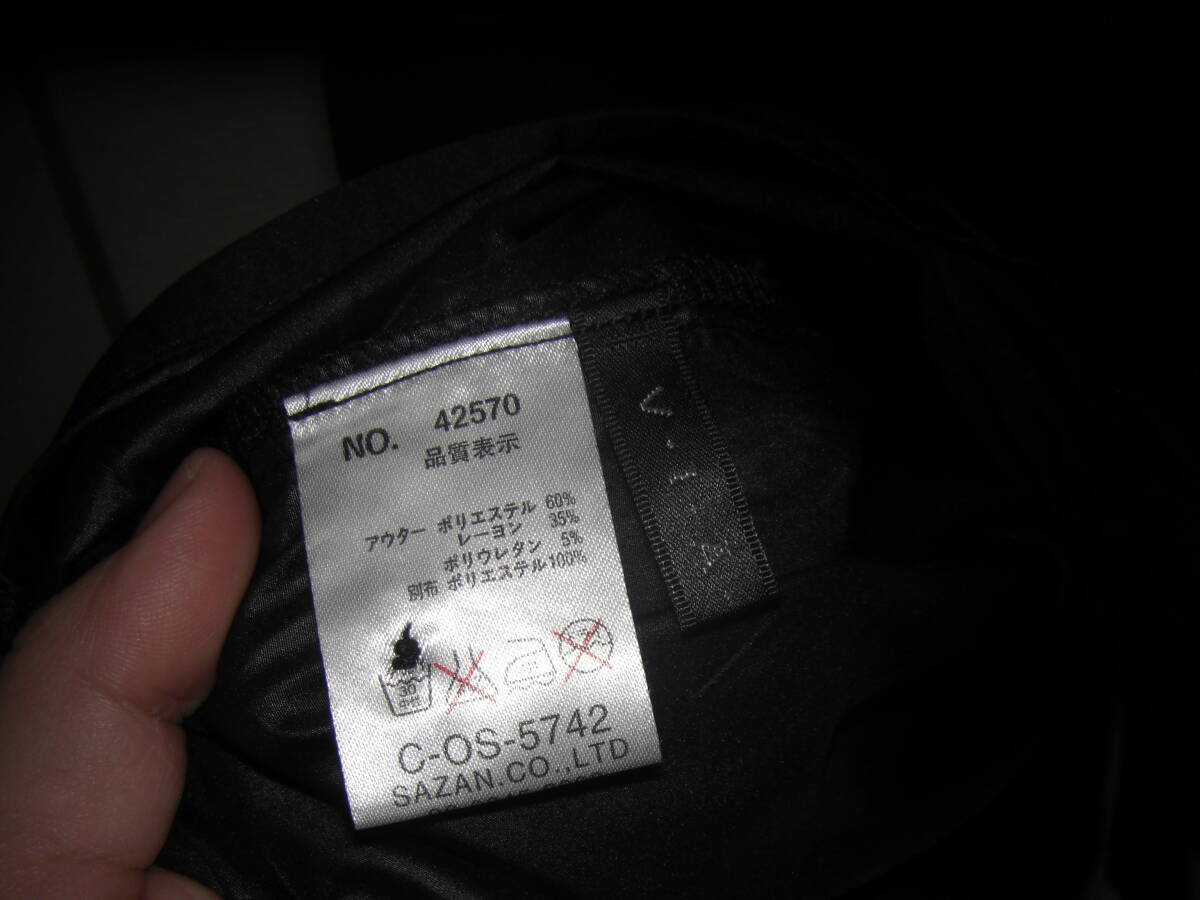 NO. 42570
品質表示
アウター ポリエステル 60%
レーヨン 35%
ポリウレタン 5%
別布 ポリエステル100%
C-OS-5742
SAZAN.CO.,LTD